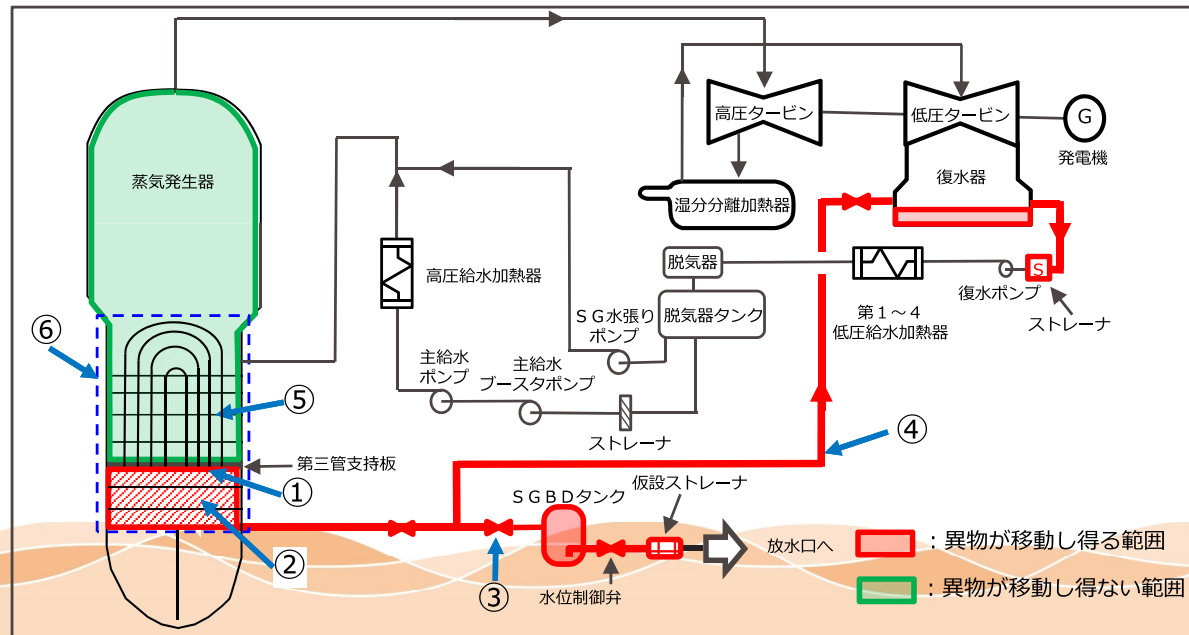 高圧タービン
低圧タービン
G
発電機
蒸気発生器
湿分分離加熱器
復水器
脱気器
高圧給水加熱器
S
復水ポンプ
ストレーナ
ＳＧ水張り
ポンプ
脱気器タンク
第１～４
低圧給水加熱器
⑥
主給水
ポンプ
主給水
ブースタポンプ
⑤
ストレーナ
④
第三管支持板
①
仮設ストレーナ
ＳＧＢＤタンク
②
③
水位制御弁
放水口へ
：異物が移動し得る範囲
：異物が移動し得ない範囲